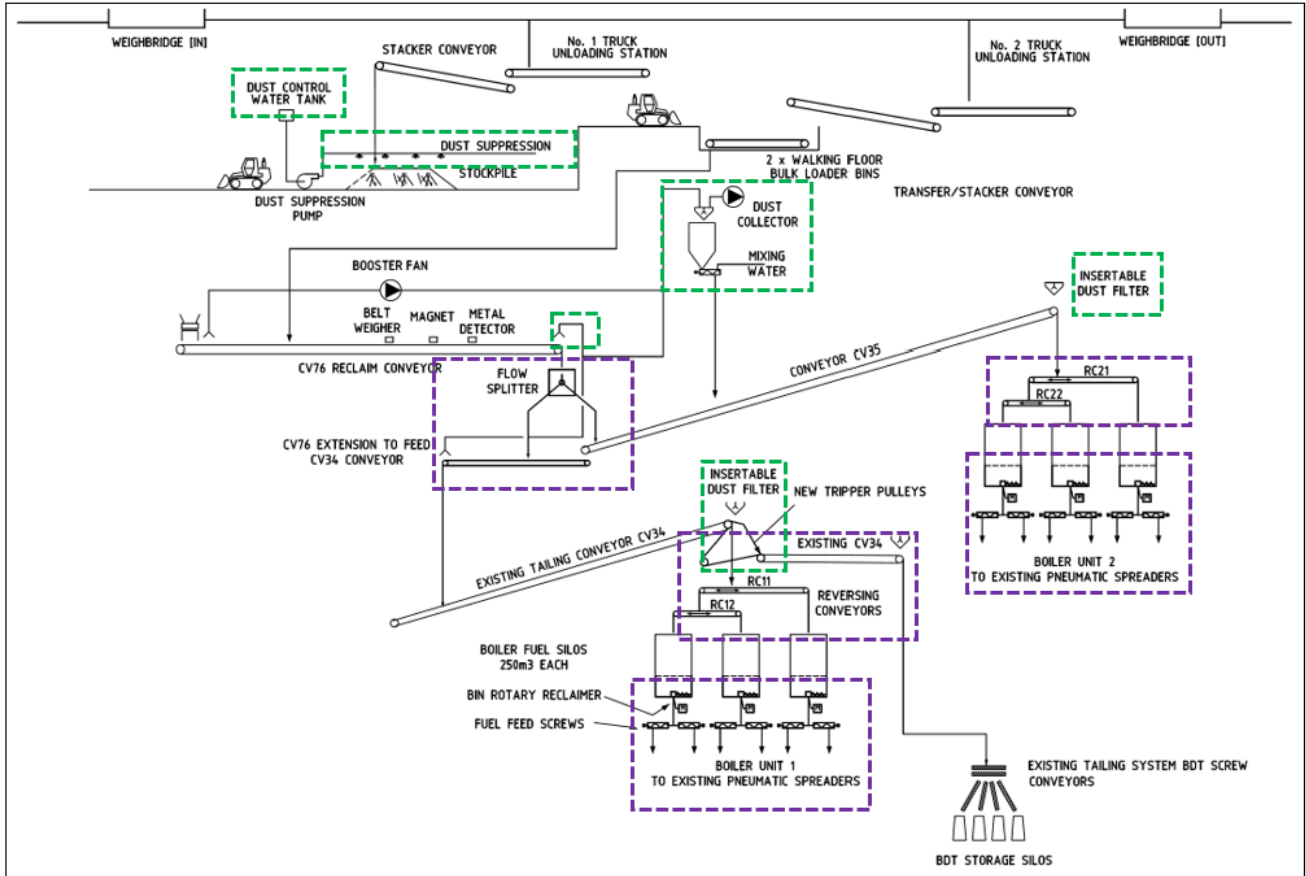 WEIGHBRIDGE [IN]
STACKER CONVEYOR
No. 1 TRUCK
UNLOADING STATION
No. 2 TRUCK
UNLOADING STATION
WEIGHBRIDGE [OUT]
DUST CONTROL
WATER TANK
DUST SUPPRESSION
STOCKPILE
DUST SUPPRESSION
PUMP
2 x WALKING FLOOR
BULK LOADER BINS
TRANSFER/STACKER CONVEYOR
DUST
COLLECTOR
MIXING
WATER
BOOSTER FAN
BELT
WEIGHER
MAGNET
METAL
DETECTOR
INSERTABLE
DUST FILTER
CV76 RECLAIM CONVEYOR
FLOW
SPLITTER
CONVEYOR CV35
RC21
RC22
CV76 EXTENSION TO FEED
CV34 CONVEYOR
INSERTABLE
DUST FILTER
NEW TRIPPER PULLEYS
EXISTING TAILING CONVEYOR CV34
EXISTING CV34
M
M
M
BOILER UNIT 2
TO EXISTING PNEUMATIC SPREADERS
RC11
RC12
REVERSING
CONVEYORS
BOILER FUEL SILOS
250m3 EACH
BIN ROTARY RECLAIMER
M
M
M
FUEL FEED SCREWS
BOILER UNIT 1
TO EXISTING PNEUMATIC SPREADERS
EXISTING TAILING SYSTEM BDT SCREW
CONVEYORS
BDT STORAGE SILOS